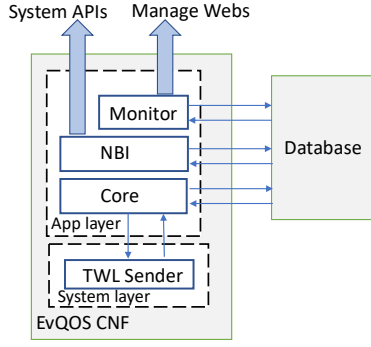 System APIs
Manage Webs
Monitor
NBI
Database
Core
App layer
TWL Sender
System layer
EvQOS CNF